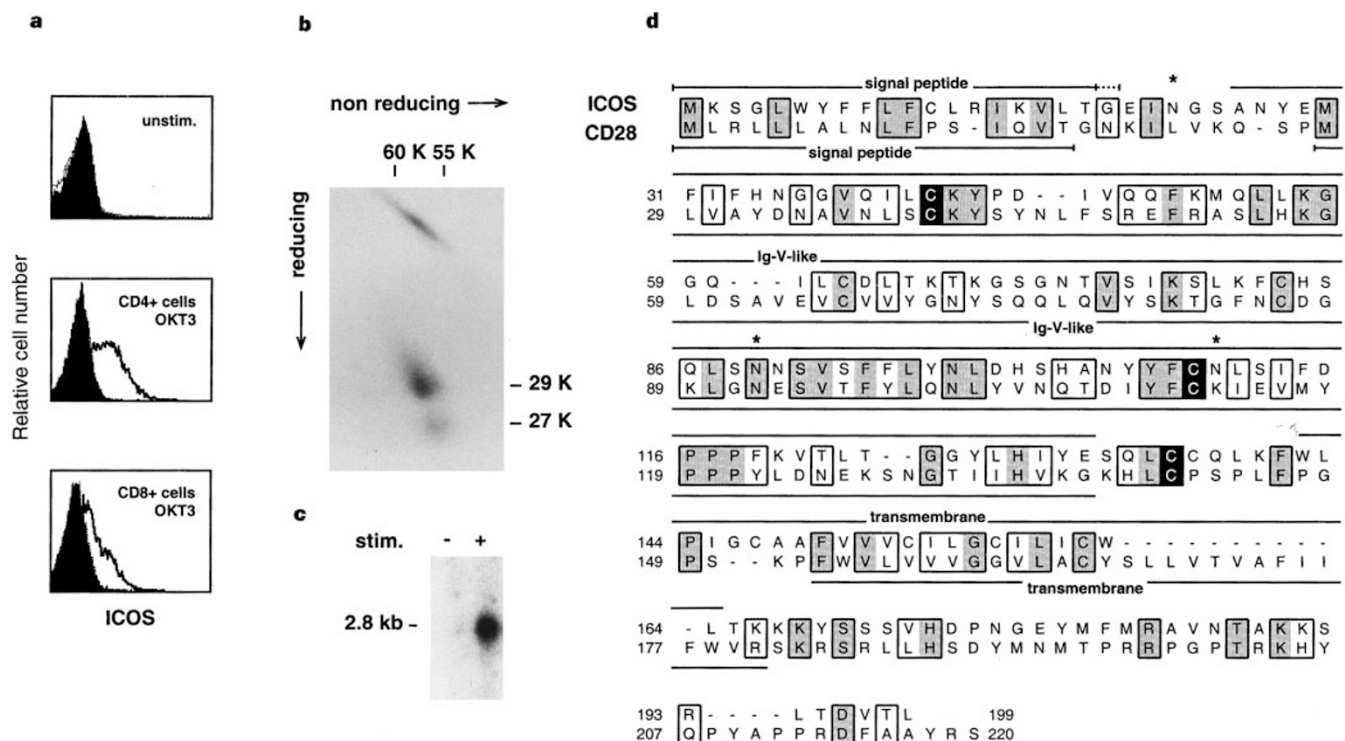 a
Relative cell number
unstim.
CD4+ cells
OKT3
CD8+ cells
OKT3
ICOS
b
non reducing
reducing
60 K 55 K
29 K
27 K
c
stim. - +
2.8 kb
d
signal peptide *
ICOS M K S G L W Y F F L F C L R I K V L T G E I N G S A N Y E M
CD28 M L R L L L A L N L F P S - I Q V T G N K I L V K Q - S P M
signal peptide
31 F I F H N G G V Q I L C K Y P D - - I V Q Q F K M Q L L K G
29 L V A Y D N A V N L S C K Y S Y N L F S R E F R A S L H K G
Ig-V-like
59 G Q - - - I L C D L T K T K G S G N T V S I K S L K F C H S
59 L D S A V E V C V V Y G N Y S Q Q L Q V Y S K T G F N C D G
Ig-V-like
* *
86 Q L S N N S V S F F L Y N L D H S H A N Y Y F C N L S I F D
89 K L G N E S V T F Y L Q N L Y V N Q T D I Y F C K I E V M Y
116 P P P F K V T L T - - G G Y L H I Y E S Q L C C Q L K F W L
119 P P P Y L D N E K S N G T I I H V K G K H L C P S P L F P G
transmembrane
144 P I G C A A F V V V C I L G C I L I C W - - - - - - - - - -
149 P S - - K P F W V L V V V G G V L A C Y S L L V T V A F I I
transmembrane
164 - L T K K K Y S S S V H D P N G E Y M F M R A V N T A K K S
177 F W V R S K R S R L L H S D Y M N M T P R R P G P T R K H Y
193 R - - - - L T D V T L 199
207 Q P Y A P P R D F A A Y R S 220